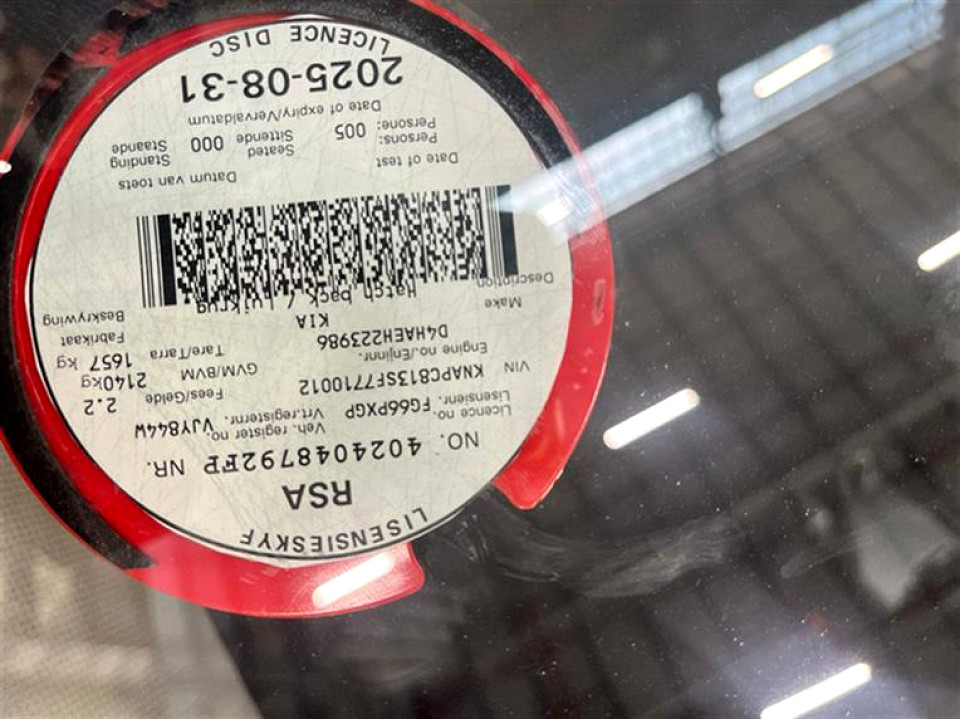 LISENSIESKYF
RSA
NO. 4024048792FP NR.
Licence no. Lisensienr. FG66PXGP Veh. register no. Vrt.registernr. VJY844W
VIN KNAPC813SF7710012 Fees/Gelde 2.2
Engine no./Enjinnr. D4HAEH223986 GVM/BVM 2140kg
Make KIA Tare/Tarra 1657 kg Fabrikaat
Description Hatch back / Luikrug Beskrywing
Date of test Datum van toets
Persons: Persone: 005 Seated Sittende 000 Standing Staande
Date of expiry/Vervaldatum
2025-08-31
LICENCE DISC